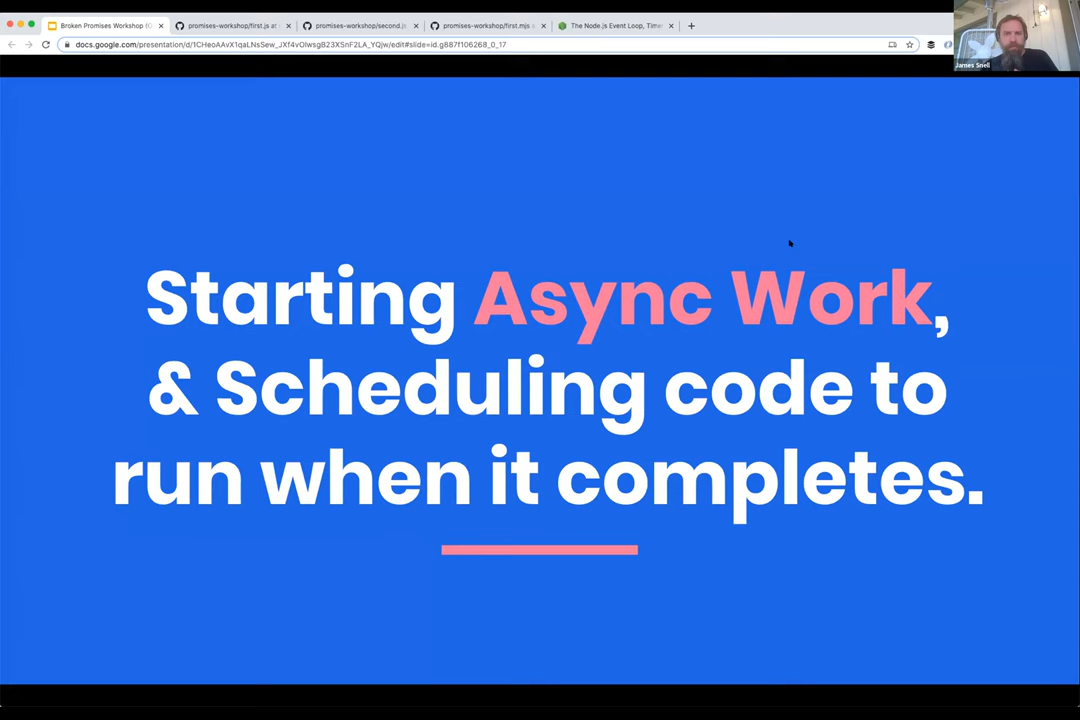 Broken Promises Workshop (O
promises-workshop/first.js at
promises-workshop/second.js
promises-workshop/first.mjs
The Node.js Event Loop, Timer
docs.google.com/presentation/d/1CHeoAAvX1qaLNsSew_JXf4vOlwsgB23XSnF2LA_YQjw/edit#slide=id.g887f106268_0_17
James Snell
Starting Async Work,
& Scheduling code to
run when it completes.